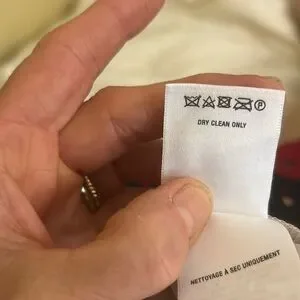 P
DRY CLEAN ONLY
NETTOYAGE À SEC UNIQUEMENT